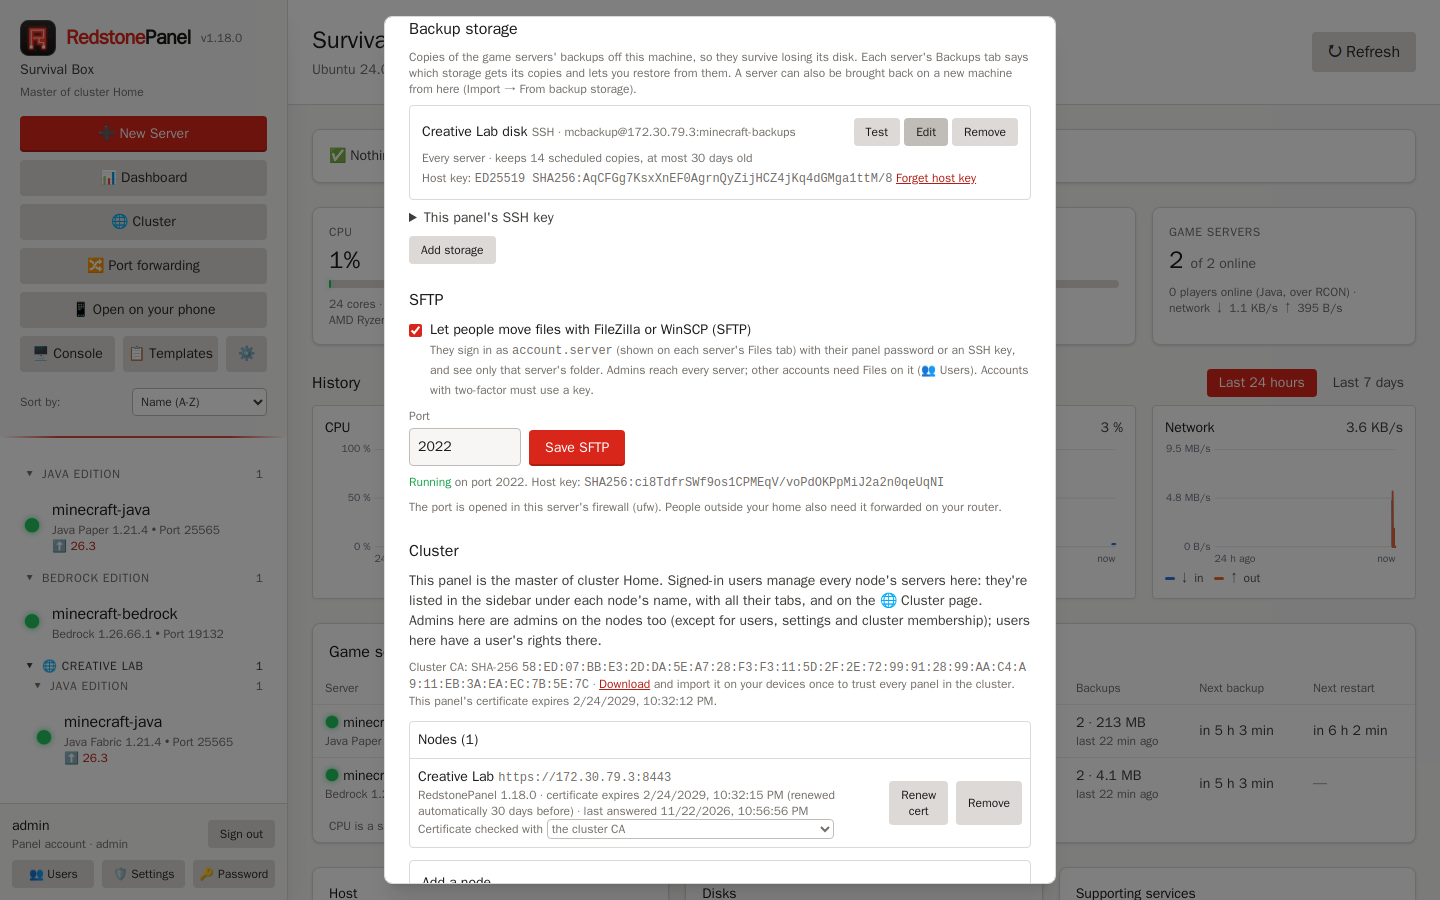 RedstonePanel v1.18.0
Survival Box
Master of cluster Home
➕ New Server
📊 Dashboard
🌐 Cluster
🔀 Port forwarding
📱 Open on your phone
🖥️ Console
📋 Templates
⚙️
Sort by:
Name (A-Z)
▼ JAVA EDITION 1
minecraft-java
Java Paper 1.21.4 • Port 25565
⬆️ 26.3
▼ BEDROCK EDITION 1
minecraft-bedrock
Bedrock 1.26.66.1 • Port 19132
▼ 🌐 CREATIVE LAB 1
▼ JAVA EDITION 1
minecraft-java
Java Fabric 1.21.4 • Port 25565
⬆️ 26.3
admin
Panel account · admin
Sign out
👥 Users
🛡️ Settings
🔑 Password
Surviva
Ubuntu 24.0
↻ Refresh
✅ Nothin
CPU
1%
24 cores ·
AMD Ryzen
GAME SERVERS
2 of 2 online
0 players online (Java, over RCON) ·
network ↓ 1.1 KB/s ↑ 395 B/s
History
Last 24 hours
Last 7 days
CPU
3 %
100 %
50 %
0 %
24
now
Network
3.6 KB/s
9.5 MB/s
4.8 MB/s
0 B/s
24 h ago
now
↓ in
↑ out
Game s
Server
Backups
Next backup
Next restart
minecr
Java Paper
2 · 213 MB
last 22 min ago
in 5 h 3 min
in 6 h 2 min
minecr
Bedrock 1.2
2 · 4.1 MB
last 22 min ago
in 5 h 3 min
—
CPU is a s
Host
Disks
Supporting services
Backup storage
Copies of the game servers' backups off this machine, so they survive losing its disk. Each server's Backups tab says
which storage gets its copies and lets you restore from them. A server can also be brought back on a new machine
from here (Import → From backup storage).
Creative Lab disk SSH · mcbackup@172.30.79.3:minecraft-backups
Test
Edit
Remove
Every server · keeps 14 scheduled copies, at most 30 days old
Host key: ED25519 SHA256:AqCFGg7KsxXnEF0AgrnQyZijHCZ4jKq4dGMga1ttM/8 Forget host key
▶ This panel's SSH key
Add storage
SFTP
Let people move files with FileZilla or WinSCP (SFTP)
They sign in as account.server (shown on each server's Files tab) with their panel password or an SSH key,
and see only that server's folder. Admins reach every server; other accounts need Files on it (👥 Users). Accounts
with two-factor must use a key.
Port
2022
Save SFTP
Running on port 2022. Host key: SHA256:ci8TdfrSWf9os1CPMEqV/voPdOKPpMiJ2a2n0qeUqNI
The port is opened in this server's firewall (ufw). People outside your home also need it forwarded on your router.
Cluster
This panel is the master of cluster Home. Signed-in users manage every node's servers here: they're
listed in the sidebar under each node's name, with all their tabs, and on the 🌐 Cluster page.
Admins here are admins on the nodes too (except for users, settings and cluster membership); users
here have a user's rights there.
Cluster CA: SHA-256 58:ED:07:BB:E3:2D:DA:5E:A7:28:F3:F3:11:5D:2F:2E:72:99:91:28:99:AA:C4:A
9:11:EB:3A:EA:EC:7B:5E:7C · Download and import it on your devices once to trust every panel in the cluster.
This panel's certificate expires 2/24/2029, 10:32:12 PM.
Nodes (1)
Creative Lab https://172.30.79.3:8443
RedstonePanel 1.18.0 · certificate expires 2/24/2029, 10:32:15 PM (renewed
automatically 30 days before) · last answered 11/22/2026, 10:56:56 PM
Certificate checked with the cluster CA
Renew
cert
Remove
Add a node